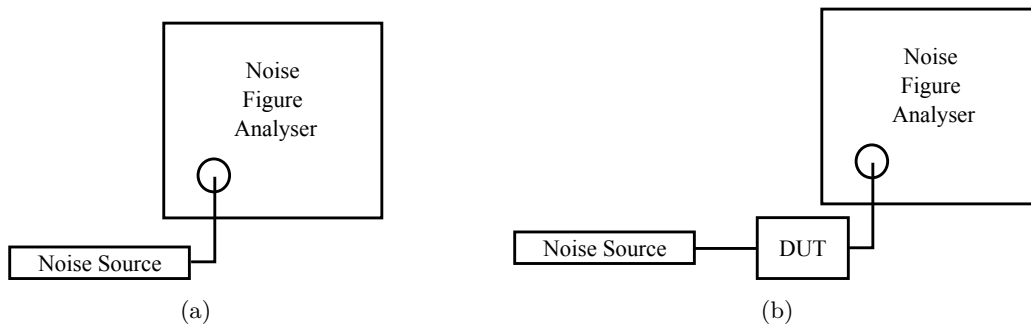 Noise
Figure
Analyser
Noise Source
(a)
Noise
Figure
Analyser
Noise Source
DUT
(b)